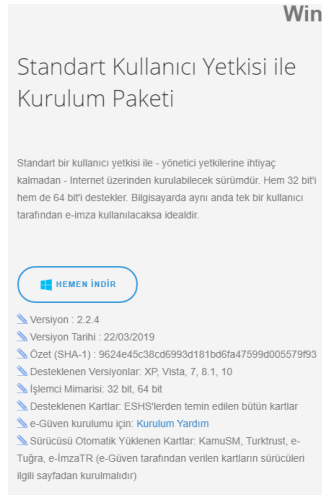 Win
Standart Kullanıcı Yetkisi ile
Kurulum Paketi
Standart bir kullanıcı yetkisi ile - yönetici yetkilerine ihtiyaç
kalmadan - Internet üzerinden kurulabilecek sürümdür. Hem 32 bit'i
hem de 64 bit'i destekler. Bilgisayarda aynı anda tek bir kullanıcı
tarafından e-imza kullanılacaksa idealdir.
HEMEN İNDİR
Versiyon : 2.2.4
Versiyon Tarihi : 22/03/2019
Özet (SHA-1) : 9624e45c38cd6993d181bd6fa47599d005579f93
Desteklenen Versiyonlar: XP, Vista, 7, 8.1, 10
İşlemci Mimarisi: 32 bit, 64 bit
Desteklenen Kartlar: ESHS'lerden temin edilen bütün kartlar
e-Güven kurulumu için: Kurulum Yardım
Sürücüsü Otomatik Yüklenen Kartlar: KamuSM, Turktrust, e-
Tuğra, e-İmzaTR (e-Güven tarafından verilen kartların sürücüleri
ilgili sayfadan kurulmalıdır)